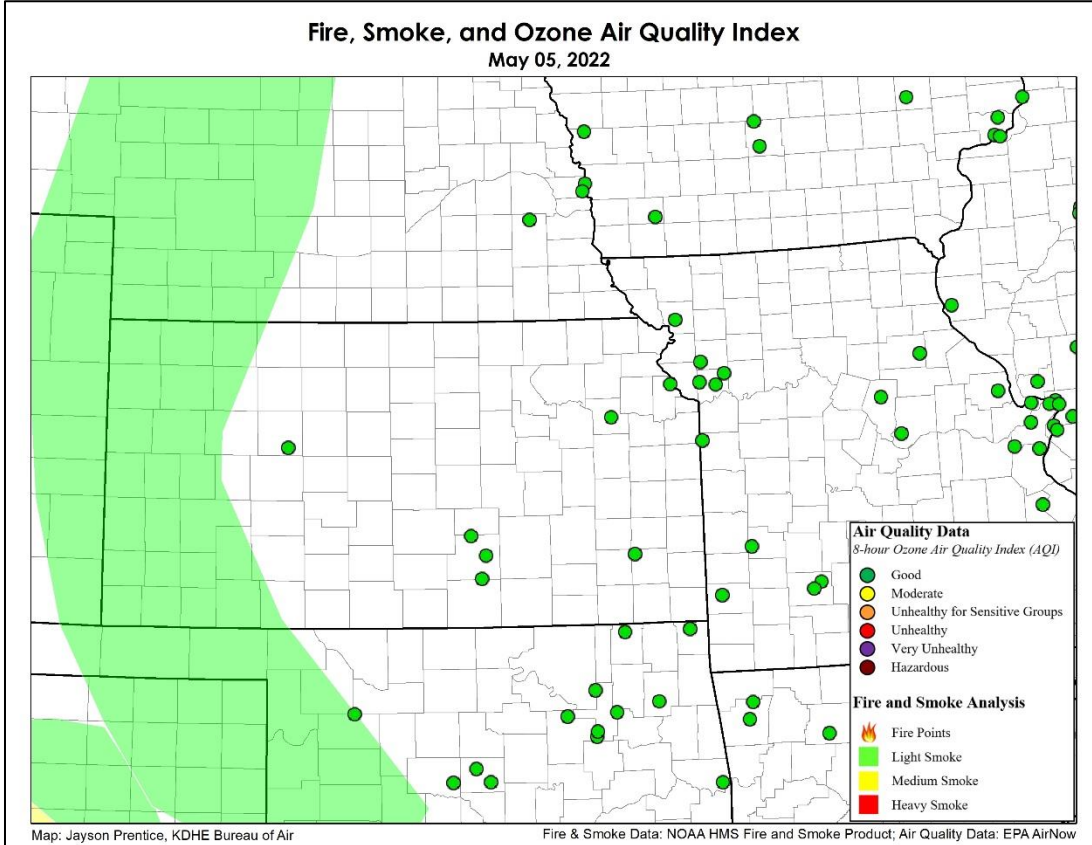 Fire, Smoke, and Ozone Air Quality Index
May 05, 2022
Air Quality Data
8-hour Ozone Air Quality Index (AQI)
Good
Moderate
Unhealthy for Sensitive Groups
Unhealthy
Very Unhealthy
Hazardous
Fire and Smoke Analysis
Fire Points
Light Smoke
Medium Smoke
Heavy Smoke
Map: Jayson Prentice, KDHE Bureau of Air
Fire & Smoke Data: NOAA HMS Fire and Smoke Product; Air Quality Data: EPA AirNow